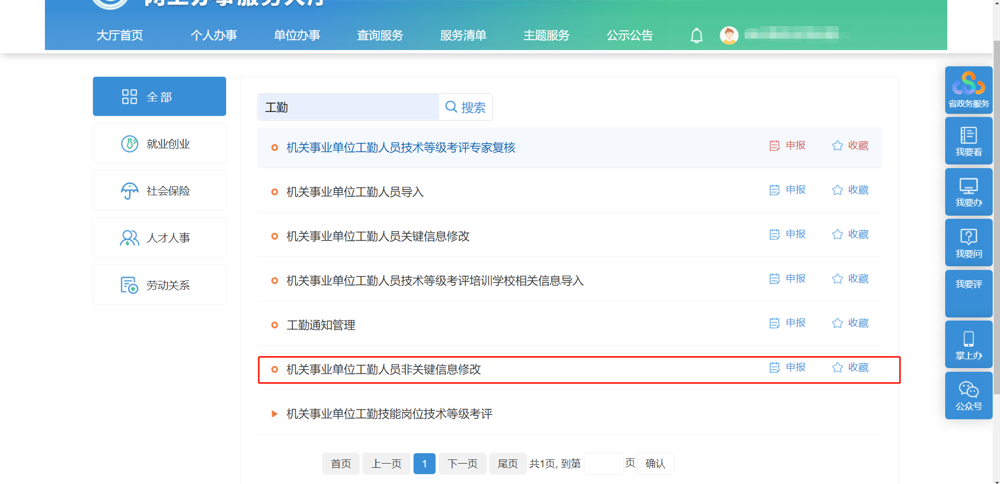 网上办事服务大厅
大厅首页 个人办事 单位办事 查询服务 服务清单 主题服务 公示公告
全部
就业创业
社会保险
人才人事
劳动关系
工勤 搜索
机关事业单位工勤人员技术等级考评专家复核 申报 收藏
机关事业单位工勤人员导入 申报 收藏
机关事业单位工勤人员关键信息修改 申报 收藏
机关事业单位工勤人员技术等级考评培训学校相关信息导入 申报 收藏
工勤通知管理 申报 收藏
机关事业单位工勤人员非关键信息修改 申报 收藏
机关事业单位工勤技能岗位技术等级考评
首页 上一页 1 下一页 尾页 共1页, 到第 页 确认
省政务服务
我要看
我要办
我要问
我要评
掌上办
公众号